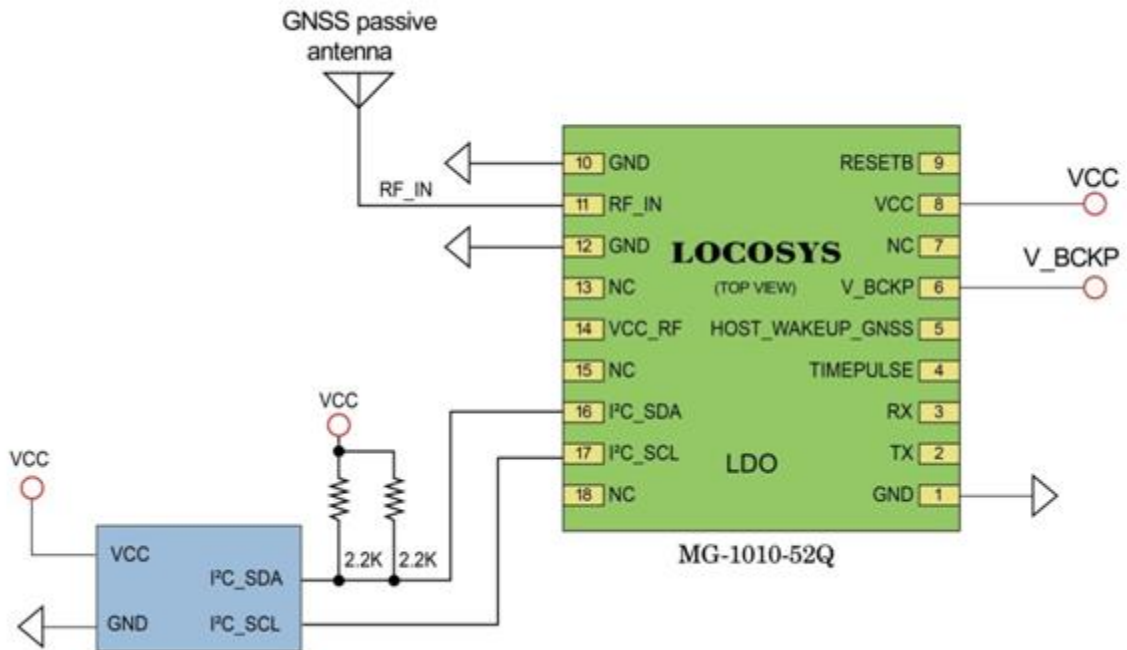 GNSS passive
antenna
RF_IN
10 GND
11 RF_IN
12 GND
13 NC
14 VCC_RF
15 NC
16 I²C_SDA
17 I²C_SCL
18 NC
LOCOSYS
(TOP VIEW)
LDO
RESETB 9
VCC 8
NC 7
V_BCKP 6
HOST_WAKEUP_GNSS 5
TIMEPULSE 4
RX 3
TX 2
GND 1
VCC
V_BCKP
MG-1010-52Q
VCC
VCC
2.2K 2.2K
VCC
GND
I²C_SDA
I²C_SCL